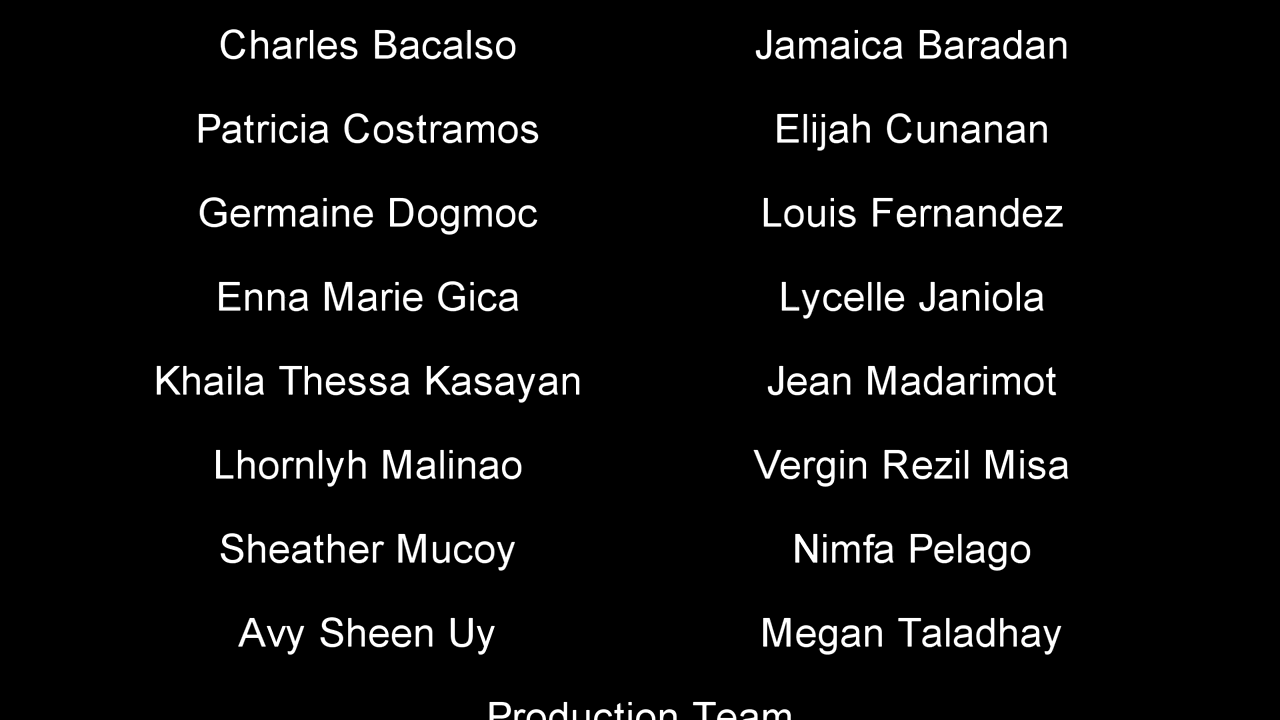 Charles Bacalso Jamaica Baradan
Patricia Costramos Elijah Cunanan
Germaine Dogmoc Louis Fernandez
Enna Marie Gica Lycelle Janiola
Khaila Thessa Kasayan Jean Madarimot
Lhornlyh Malinao Vergin Rezil Misa
Sheather Mucoy Nimfa Pelago
Avy Sheen Uy Megan Taladhay
Production Team